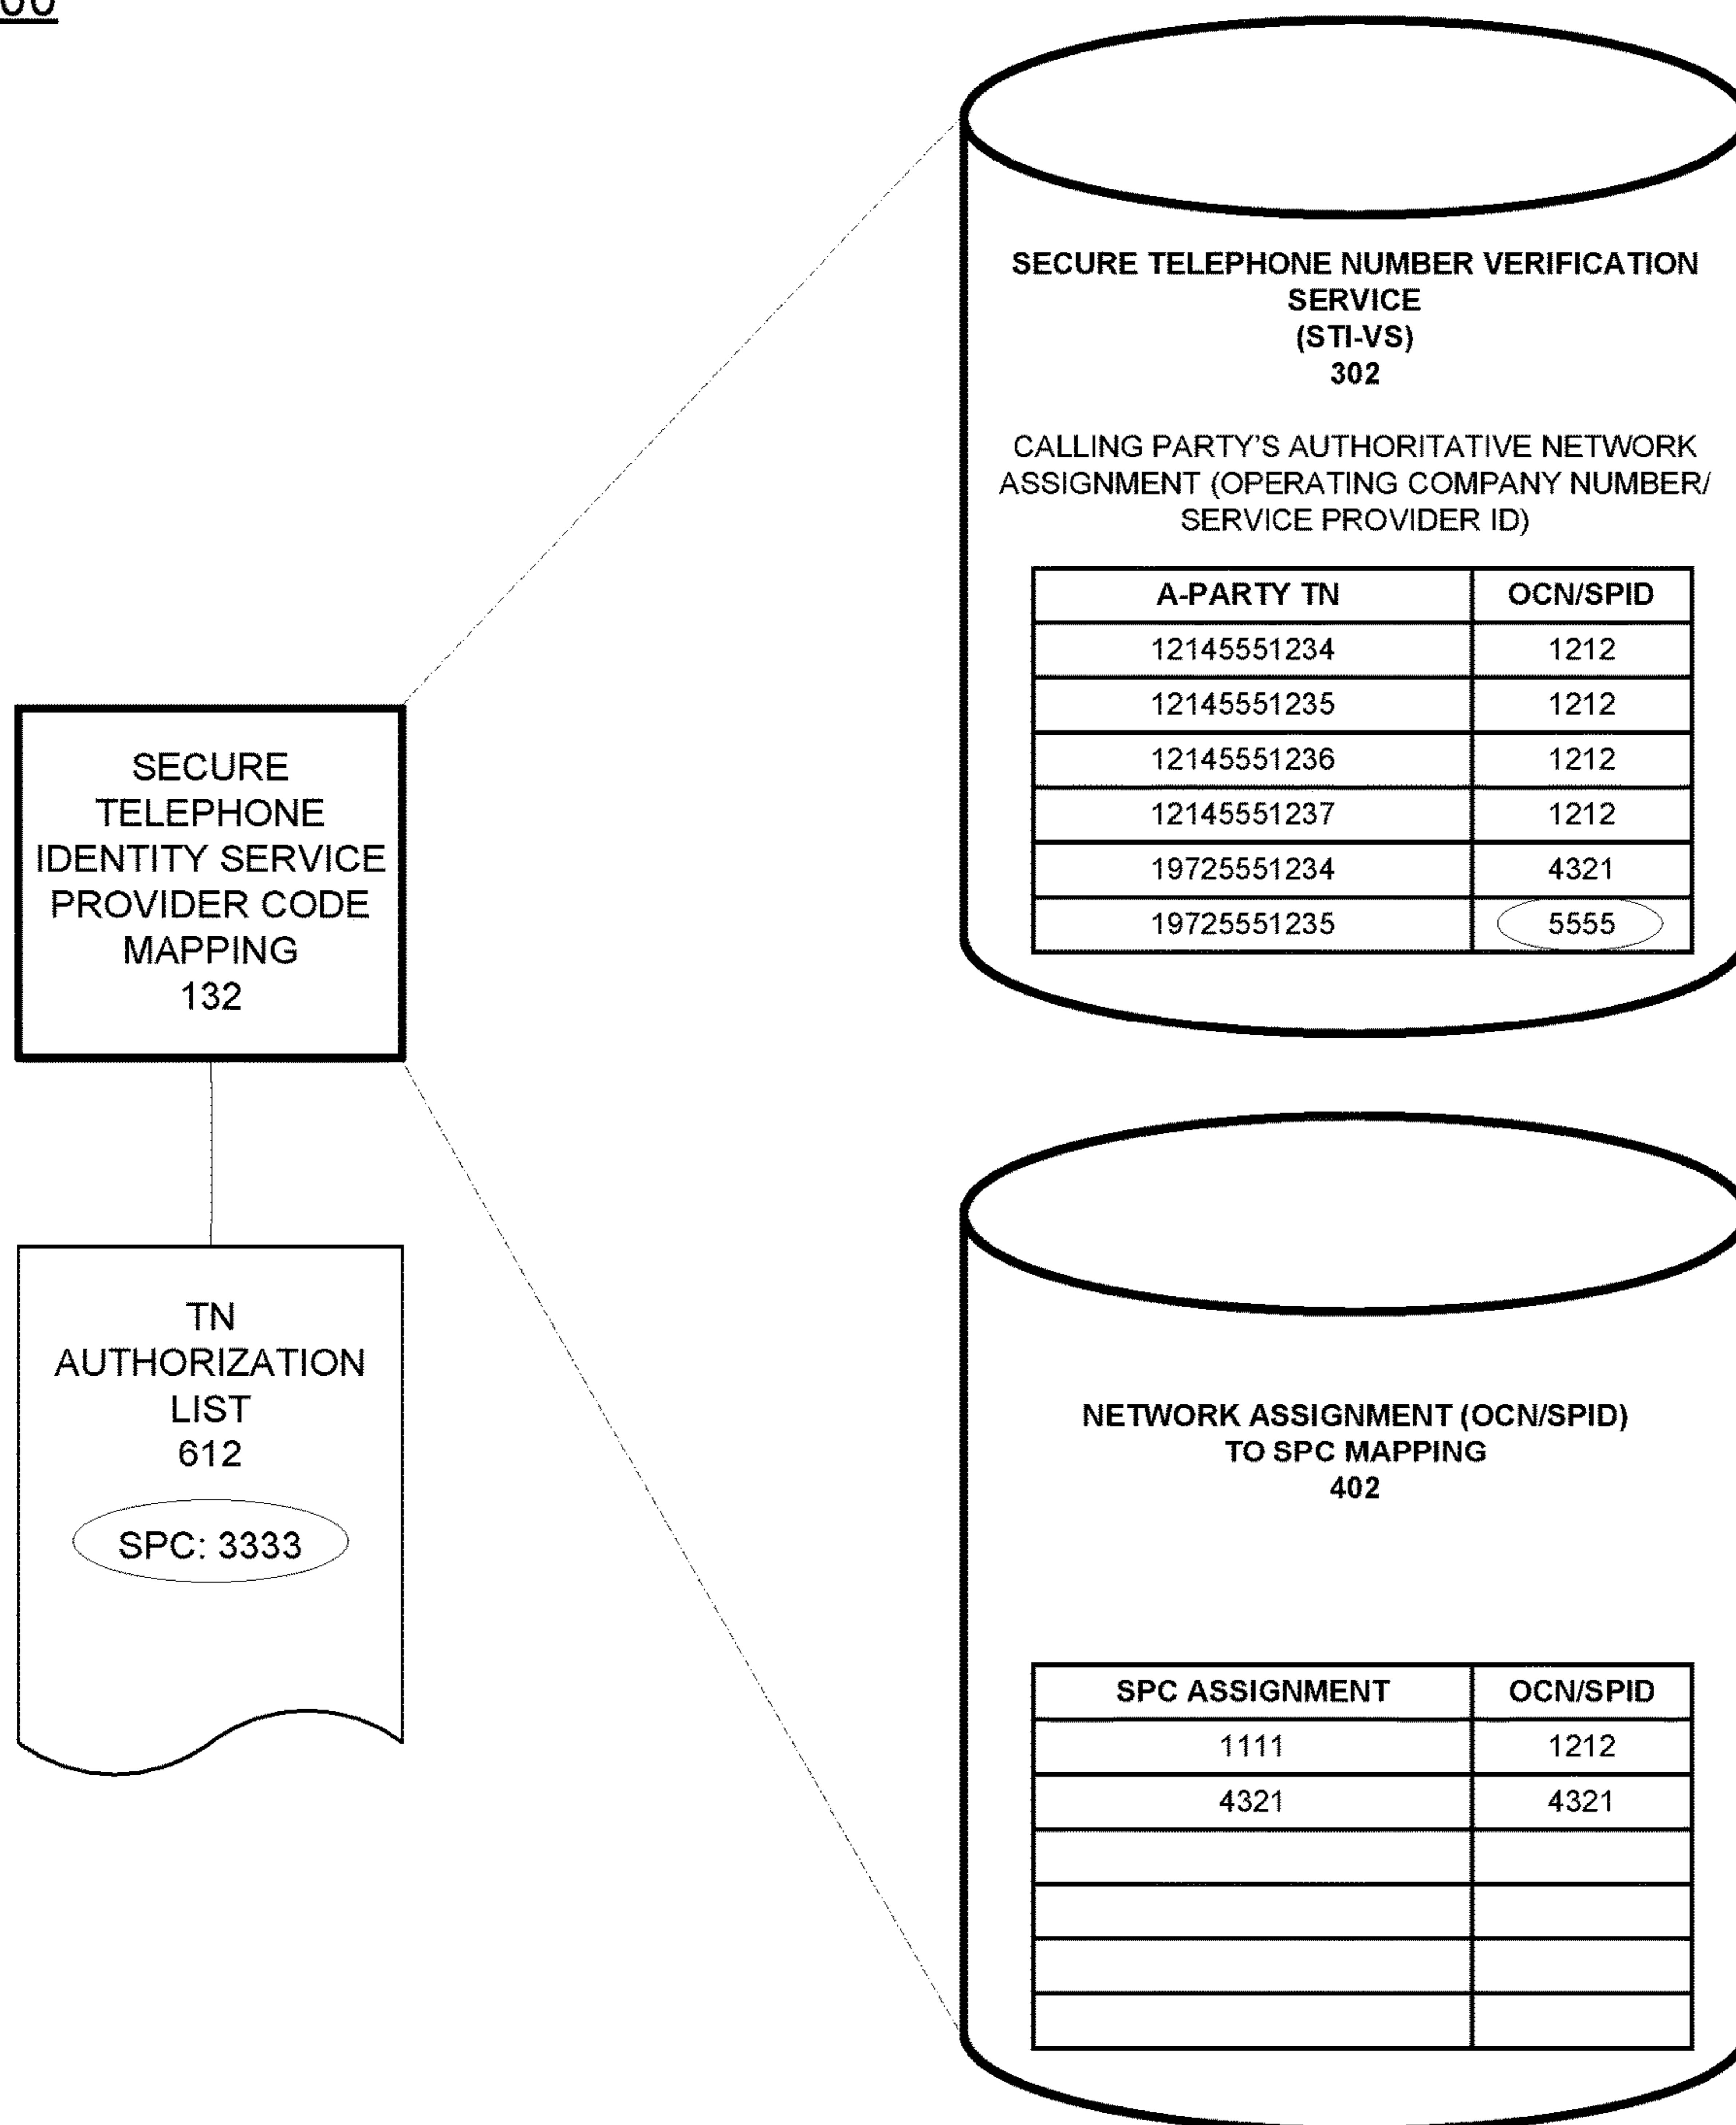 SECURE TELEPHONE NUMBER VERIFICATION
SERVICE
(STI-VS)
302
CALLING PARTY'S AUTHORITATIVE NETWORK
ASSIGNMENT (OPERATING COMPANY NUMBER/
SERVICE PROVIDER ID)
A-PARTY TN OCN/SPID
12145551234 1212
12145551235 1212
12145551236 1212
12145551237 1212
19725551234 4321
19725551235 5555
SECURE
TELEPHONE
IDENTITY SERVICE
PROVIDER CODE
MAPPING
132
TN
AUTHORIZATION
LIST
612
SPC: 3333
NETWORK ASSIGNMENT (OCN/SPID)
TO SPC MAPPING
402
SPC ASSIGNMENT OCN/SPID
1111 1212
4321 4321